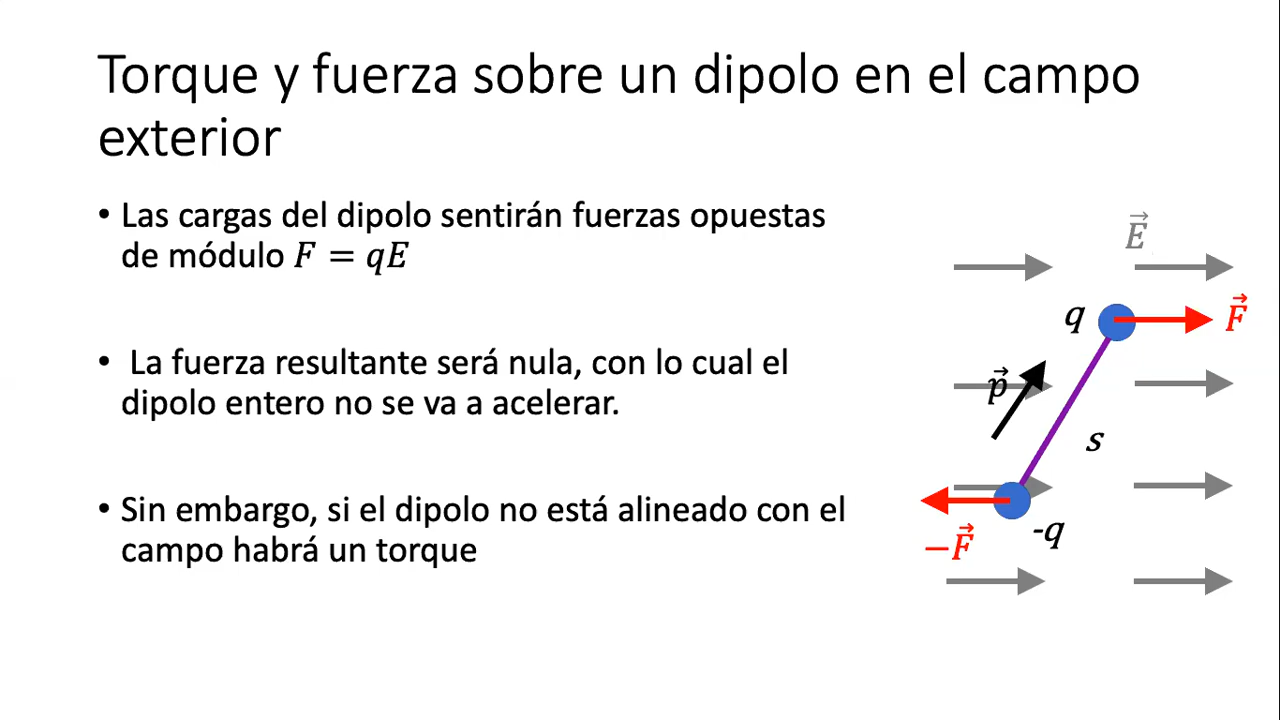 Torque y fuerza sobre un dipolo en el campo
exterior
• Las cargas del dipolo sentirán fuerzas opuestas
de módulo F = qE
• La fuerza resultante será nula, con lo cual el
dipolo entero no se va a acelerar.
• Sin embargo, si el dipolo no está alineado con el
campo habrá un torque
E⃗
q
F⃗
p⃗
s
-q
−F⃗